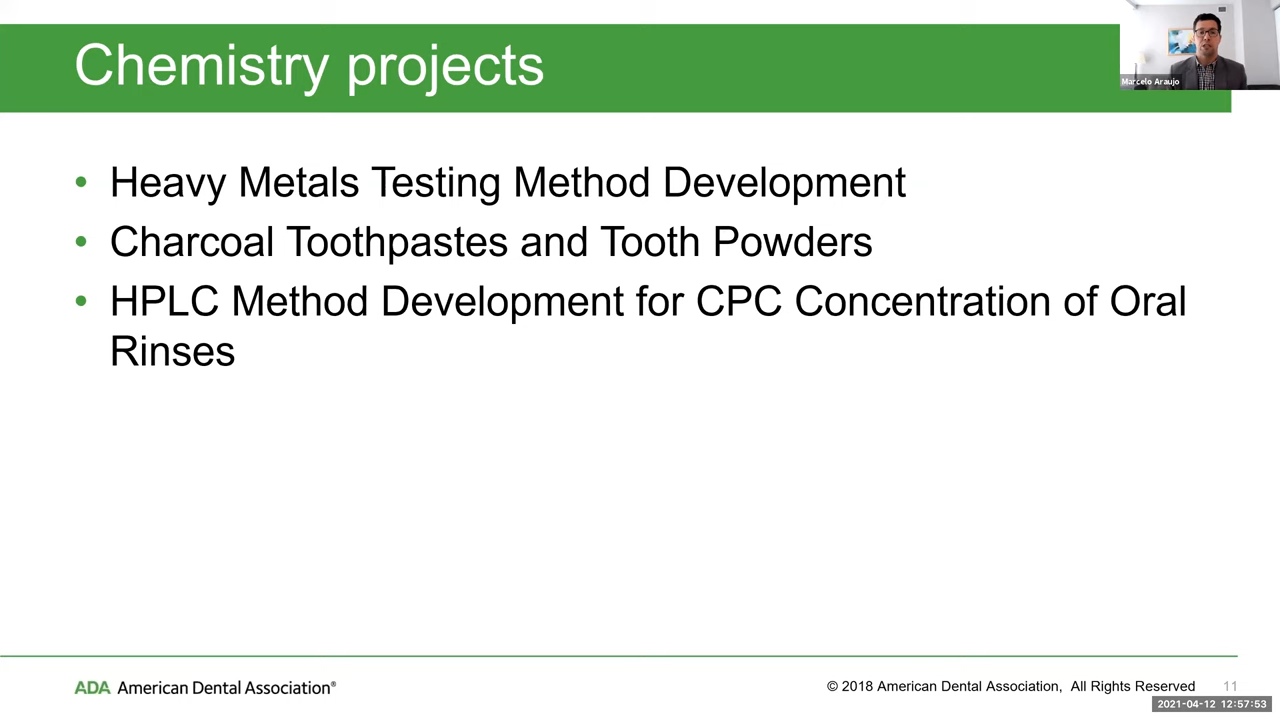 Chemistry projects
Marcelo Araujo
• Heavy Metals Testing Method Development
• Charcoal Toothpastes and Tooth Powders
• HPLC Method Development for CPC Concentration of Oral
Rinses
ADA American Dental Association®
© 2018 American Dental Association, All Rights Reserved 11
2021-04-12 12:57:53